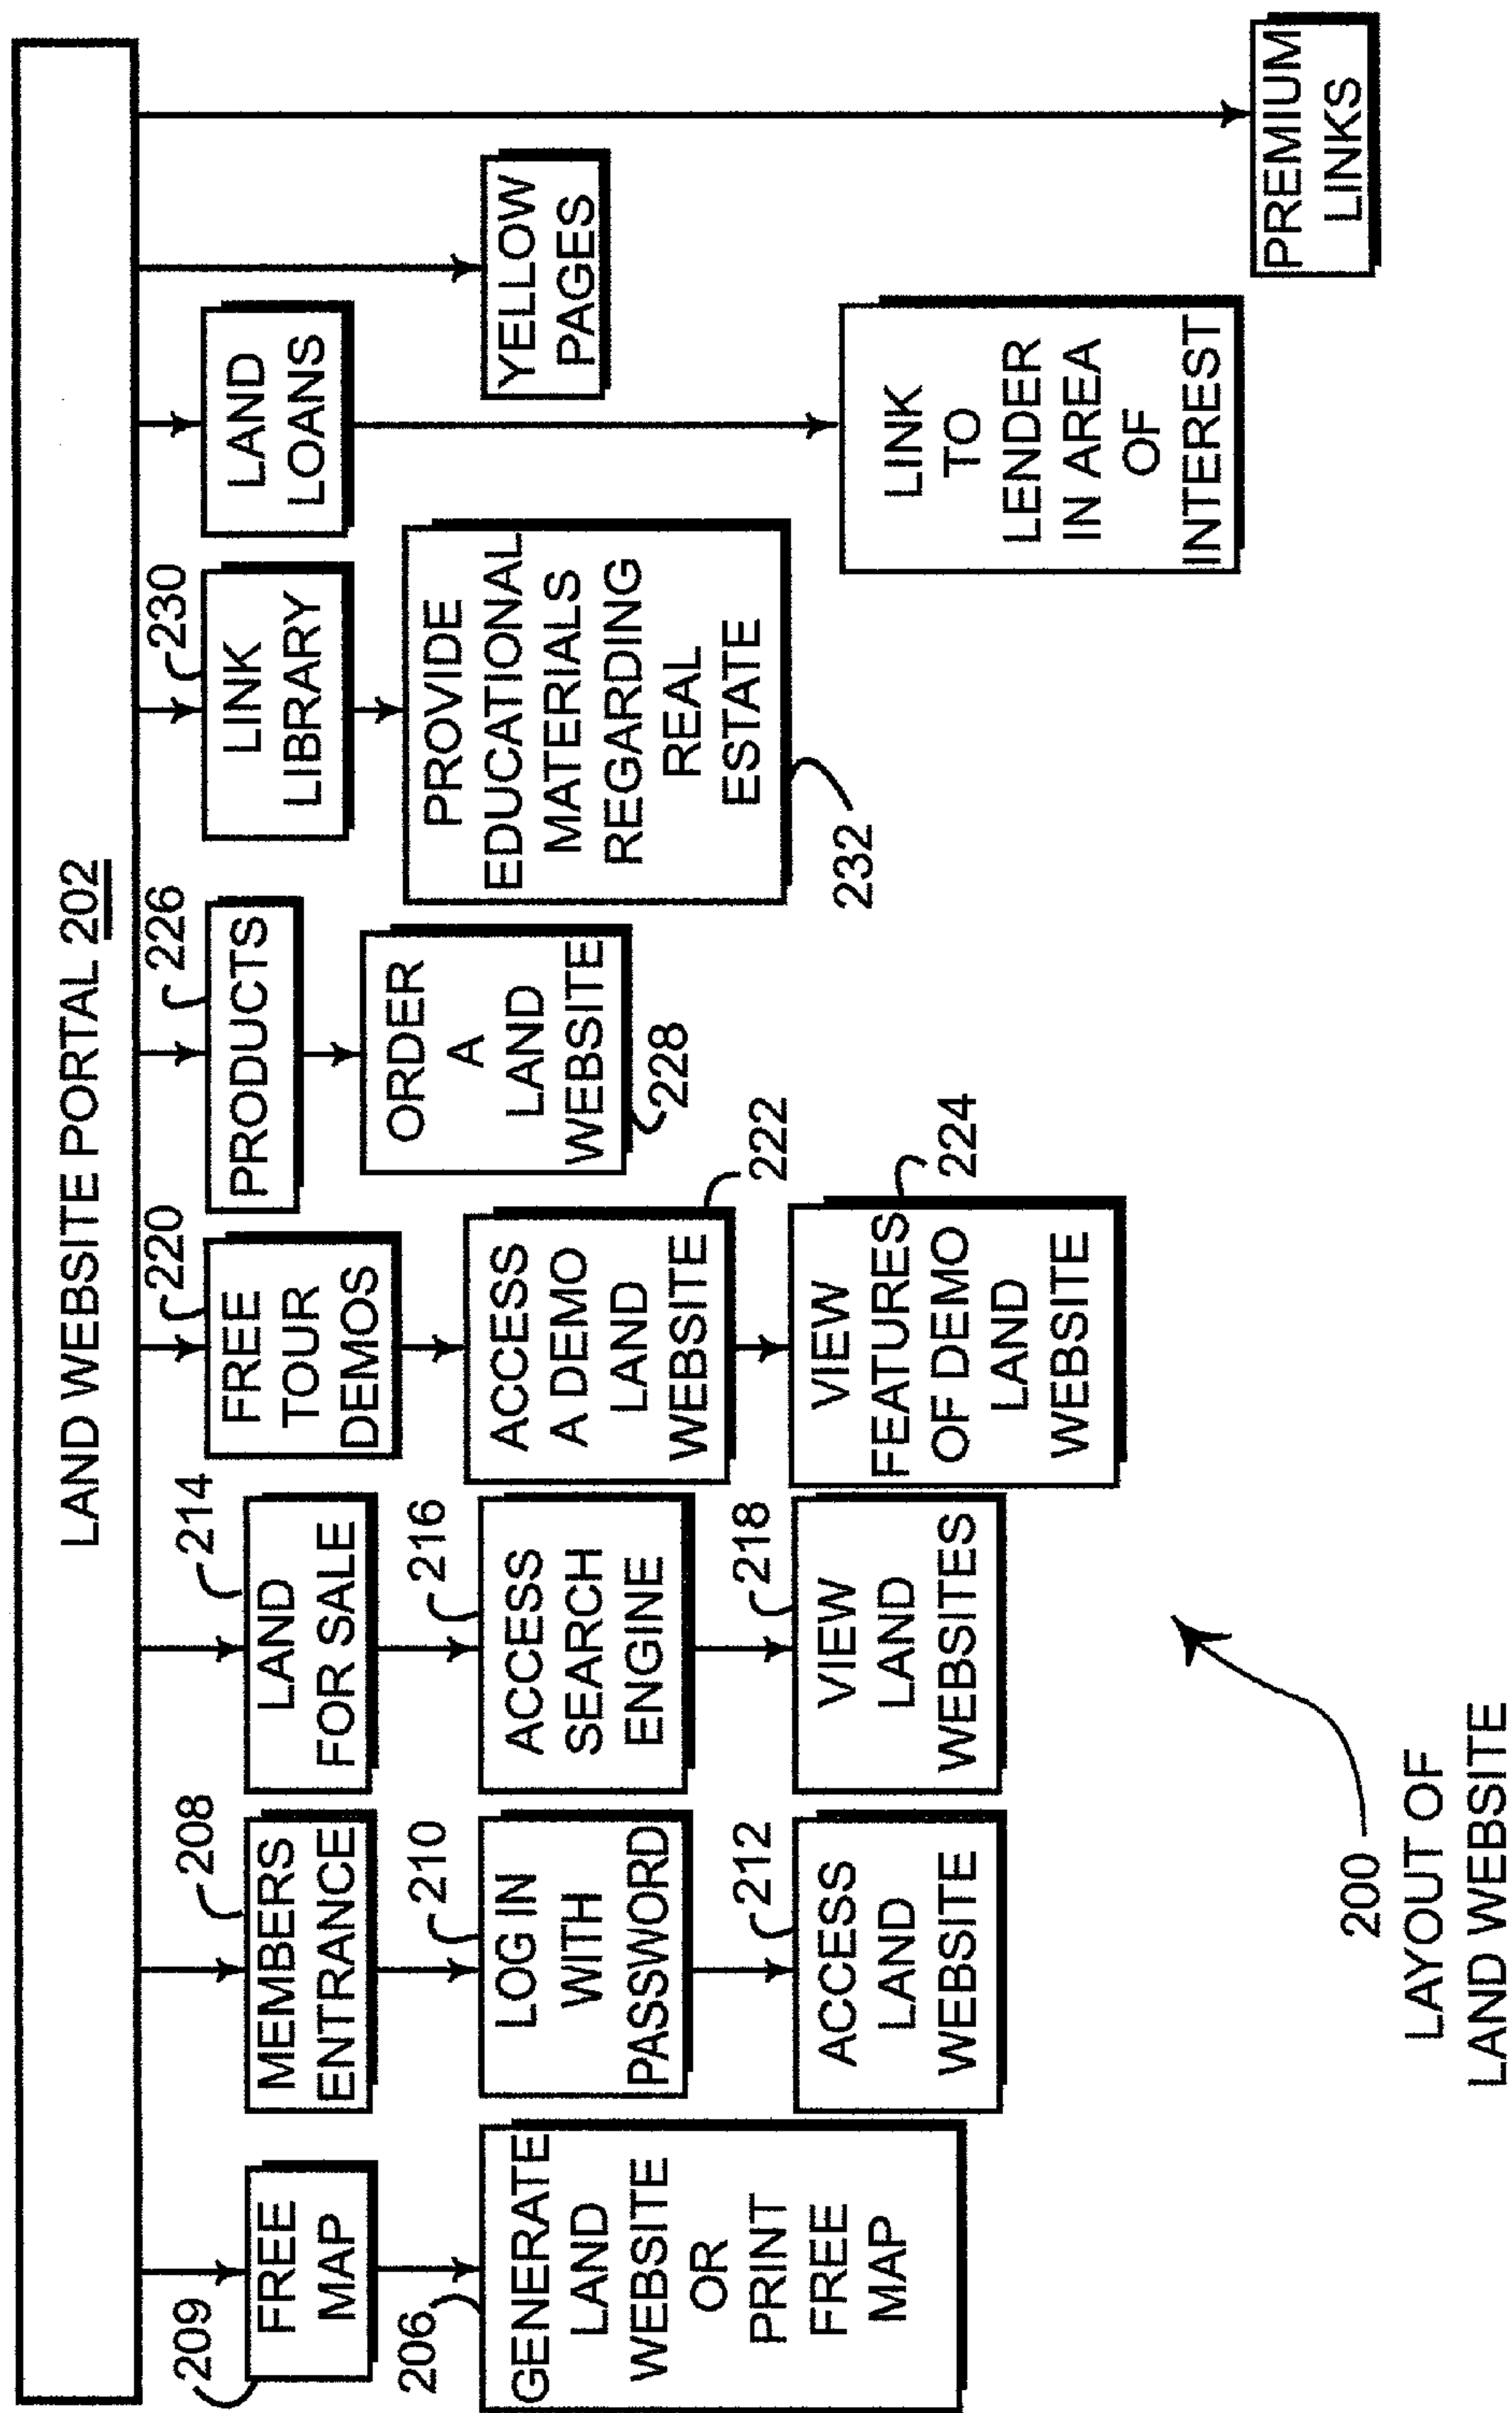 LAND WEBSITE PORTAL 202
209
FREE
MAP
206
GENERATE
LAND
WEBSITE
OR
PRINT
FREE
MAP
208
MEMBERS
ENTRANCE
210
LOG IN
WITH
PASSWORD
212
ACCESS
LAND
WEBSITE
214
LAND
FOR SALE
216
ACCESS
SEARCH
ENGINE
218
VIEW
LAND
WEBSITES
220
FREE
TOUR
DEMOS
ACCESS
A DEMO
LAND
WEBSITE
222
VIEW
FEATURES
OF DEMO
LAND
WEBSITE
224
226
PRODUCTS
ORDER
A
LAND
WEBSITE
228
230
LINK
LIBRARY
PROVIDE
EDUCATIONAL
MATERIALS
REGARDING
REAL
ESTATE
232
LAND
LOANS
LINK
TO
LENDER
IN AREA
OF
INTEREST
YELLOW
PAGES
PREMIUM
LINKS
200
LAYOUT OF
LAND WEBSITE